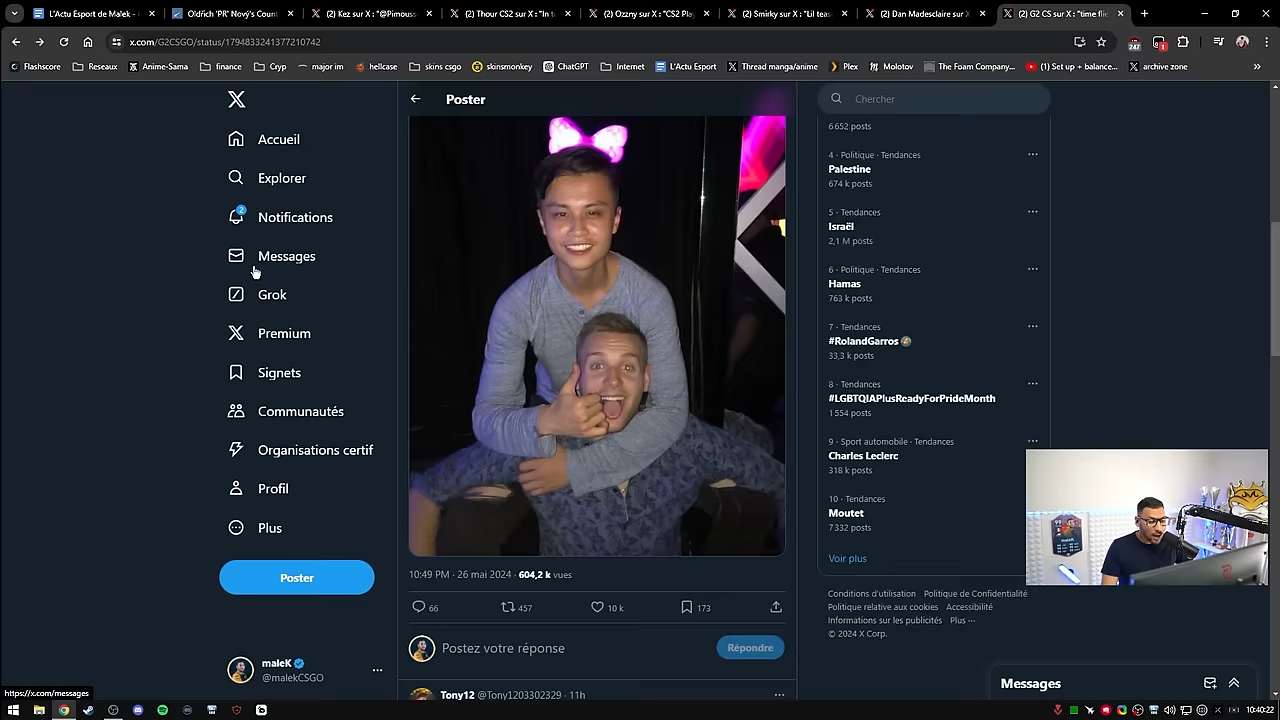 L'Actu Esport de Malek -
Oldřich 'PR' Nový's Count
(2) Kez sur X : "@Pimous
(2) Thour CS2 sur X : "In t
(2) Ozzny sur X : "CS2 Pla
(2) Smirky sur X : "Lil teas
(2) Dan Madesclaire sur X
(2) G2 CS sur X : "time flie
x.com/G2CSGO/status/1794833241377210742
247
1
Flashscore
Reseaux
Anime-Sama
finance
Cryp
major im
hellcase
skins csgo
skinsmonkey
ChatGPT
Internet
L'Actu Esport
Thread manga/anime
Plex
Molotov
The Foam Company...
(1) Set up + balance...
archive zone
Accueil
Explorer
2
Notifications
Messages
Grok
Premium
Signets
Communautés
Organisations certif
Profil
Plus
Poster
maleK
@malekCSGO
https://x.com/messages
Poster
10:49 PM · 26 mai 2024 · 604,2 k vues
66
457
10 k
173
Postez votre réponse
Répondre
Tony12 @Tony1203302329 · 11h
Chercher
6 652 posts
4 · Politique · Tendances
Palestine
674 k posts
5 · Tendances
Israël
2,1 M posts
6 · Politique · Tendances
Hamas
763 k posts
7 · Tendances
#RolandGarros
33,3 k posts
8 · Tendances
#LGBTQIAPlusReadyForPrideMonth
1 554 posts
9 · Sport automobile · Tendances
Charles Leclerc
318 k posts
10 · Tendances
Moutet
7 332 posts
Voir plus
Conditions d'utilisation Politique de Confidentialité
Politique relative aux cookies Accessibilité
Informations sur les publicités Plus ···
© 2024 X Corp.
maleK
Messages
10:40:22